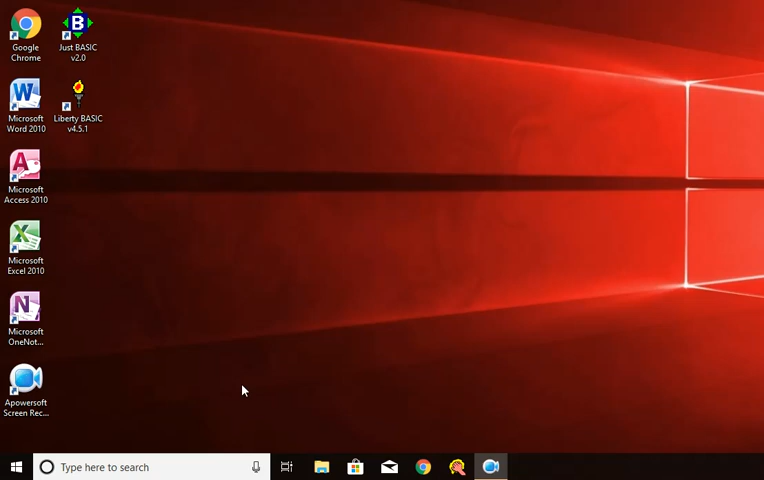 Google
Chrome
Just BASIC
v2.0
Microsoft
Word 2010
Liberty BASIC
v4.5.1
Microsoft
Access 2010
Microsoft
Excel 2010
Microsoft
OneNot...
Apowersoft
Screen Rec...
Type here to search